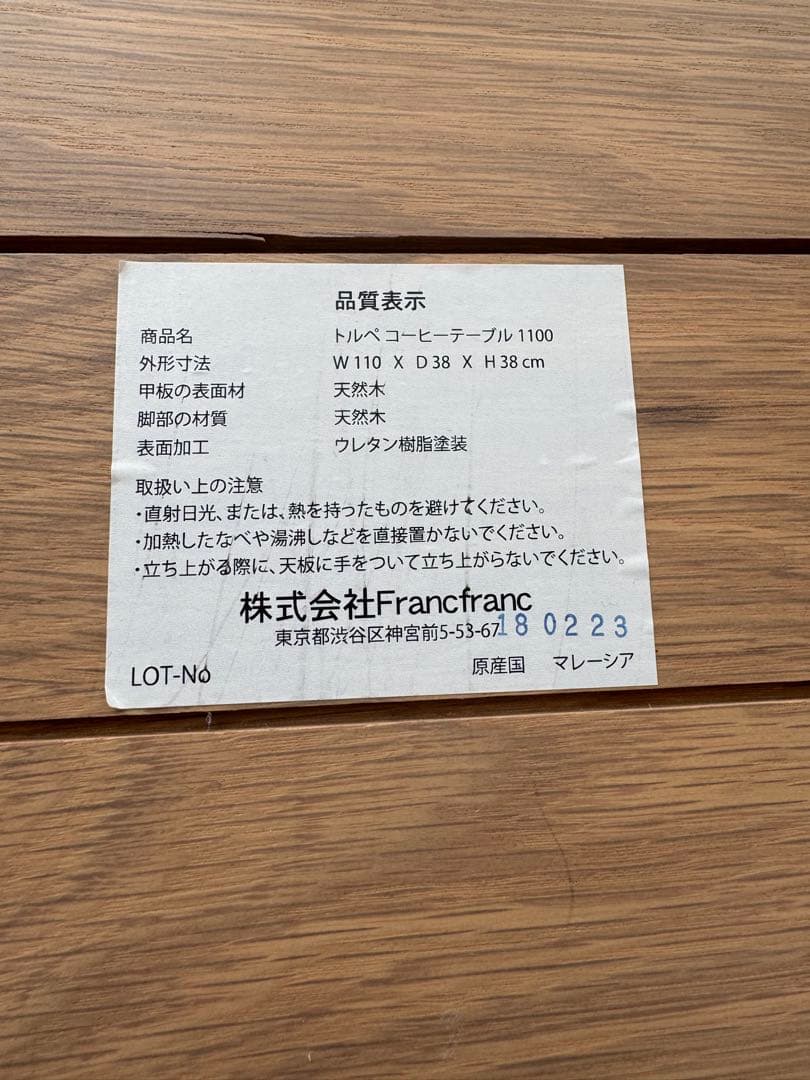 品質表示
商品名 トルペ コーヒーテーブル 1100
外形寸法 W 110 X D 38 X H 38 cm
甲板の表面材 天然木
脚部の材質 天然木
表面加工 ウレタン樹脂塗装
取扱い上の注意
・直射日光、または、熱を持ったものを避けてください。
・加熱したなべや湯沸しなどを直接置かないでください。
・立ち上がる際に、天板に手をついて立ち上がらないでください。
株式会社Francfranc
東京都渋谷区神宮前5-53-67
180223
LOT-No 原産国 マレーシア